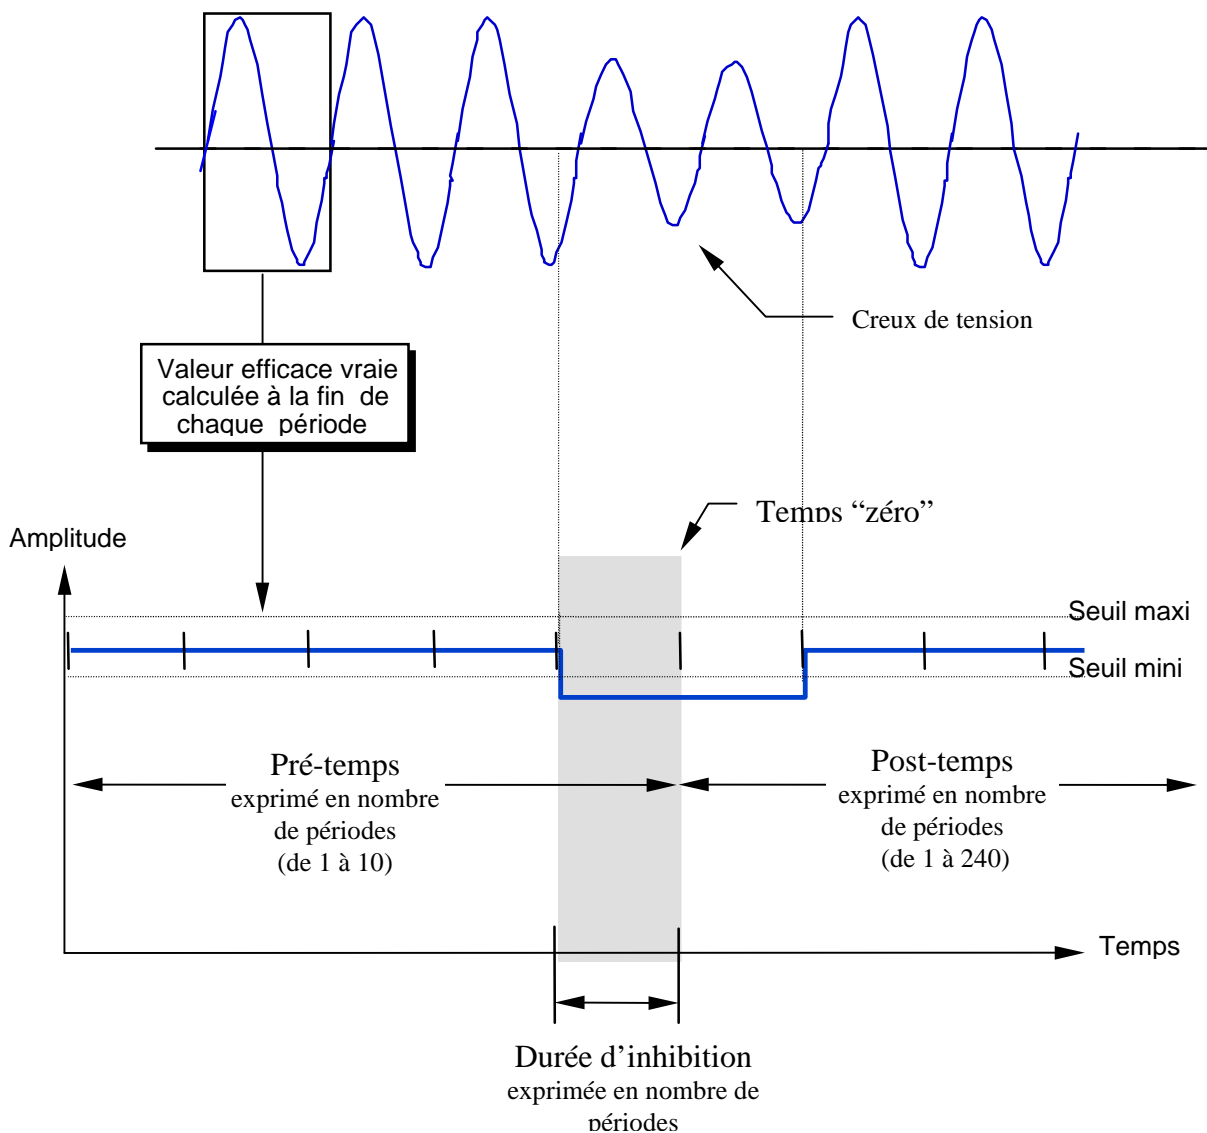 Creux de tension
Valeur efficace vraie
calculée à la fin de
chaque période
Temps “zéro”
Amplitude
Seuil maxi
Seuil mini
Pré-temps
exprimé en nombre
de périodes
(de 1 à 10)
Post-temps
exprimé en nombre
de périodes
(de 1 à 240)
Temps
Durée d’inhibition
exprimée en nombre de
périodes